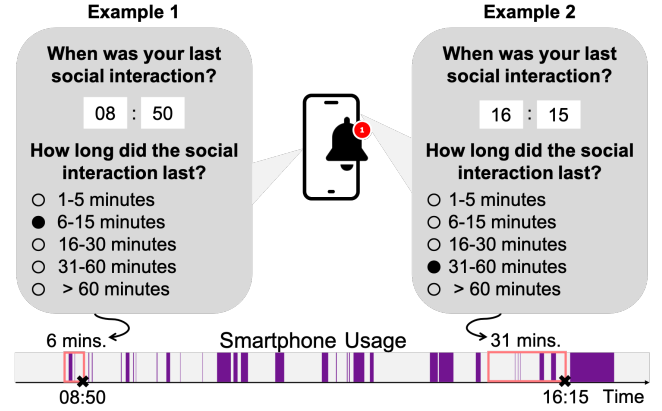 Example 1
When was your last
social interaction?
08 : 50
How long did the social
interaction last?
1-5 minutes
6-15 minutes
16-30 minutes
31-60 minutes
> 60 minutes
1
Example 2
When was your last
social interaction?
16 : 15
How long did the social
interaction last?
1-5 minutes
6-15 minutes
16-30 minutes
31-60 minutes
> 60 minutes
6 mins.
Smartphone Usage
31 mins.
08:50
16:15
Time